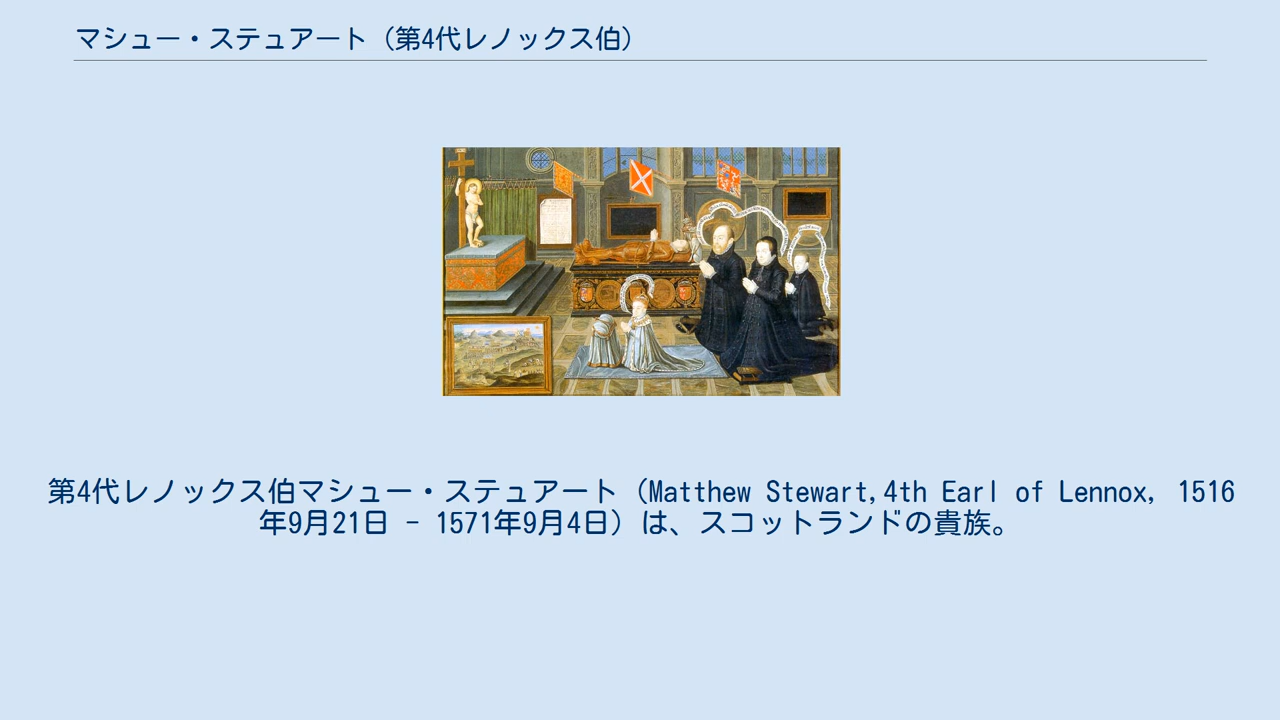 マシュー・ステュアート（第4代レノックス伯）
第4代レノックス伯マシュー・ステュアート（Matthew Stewart,4th Earl of Lennox, 1516
年9月21日 - 1571年9月4日）は、スコットランドの貴族。